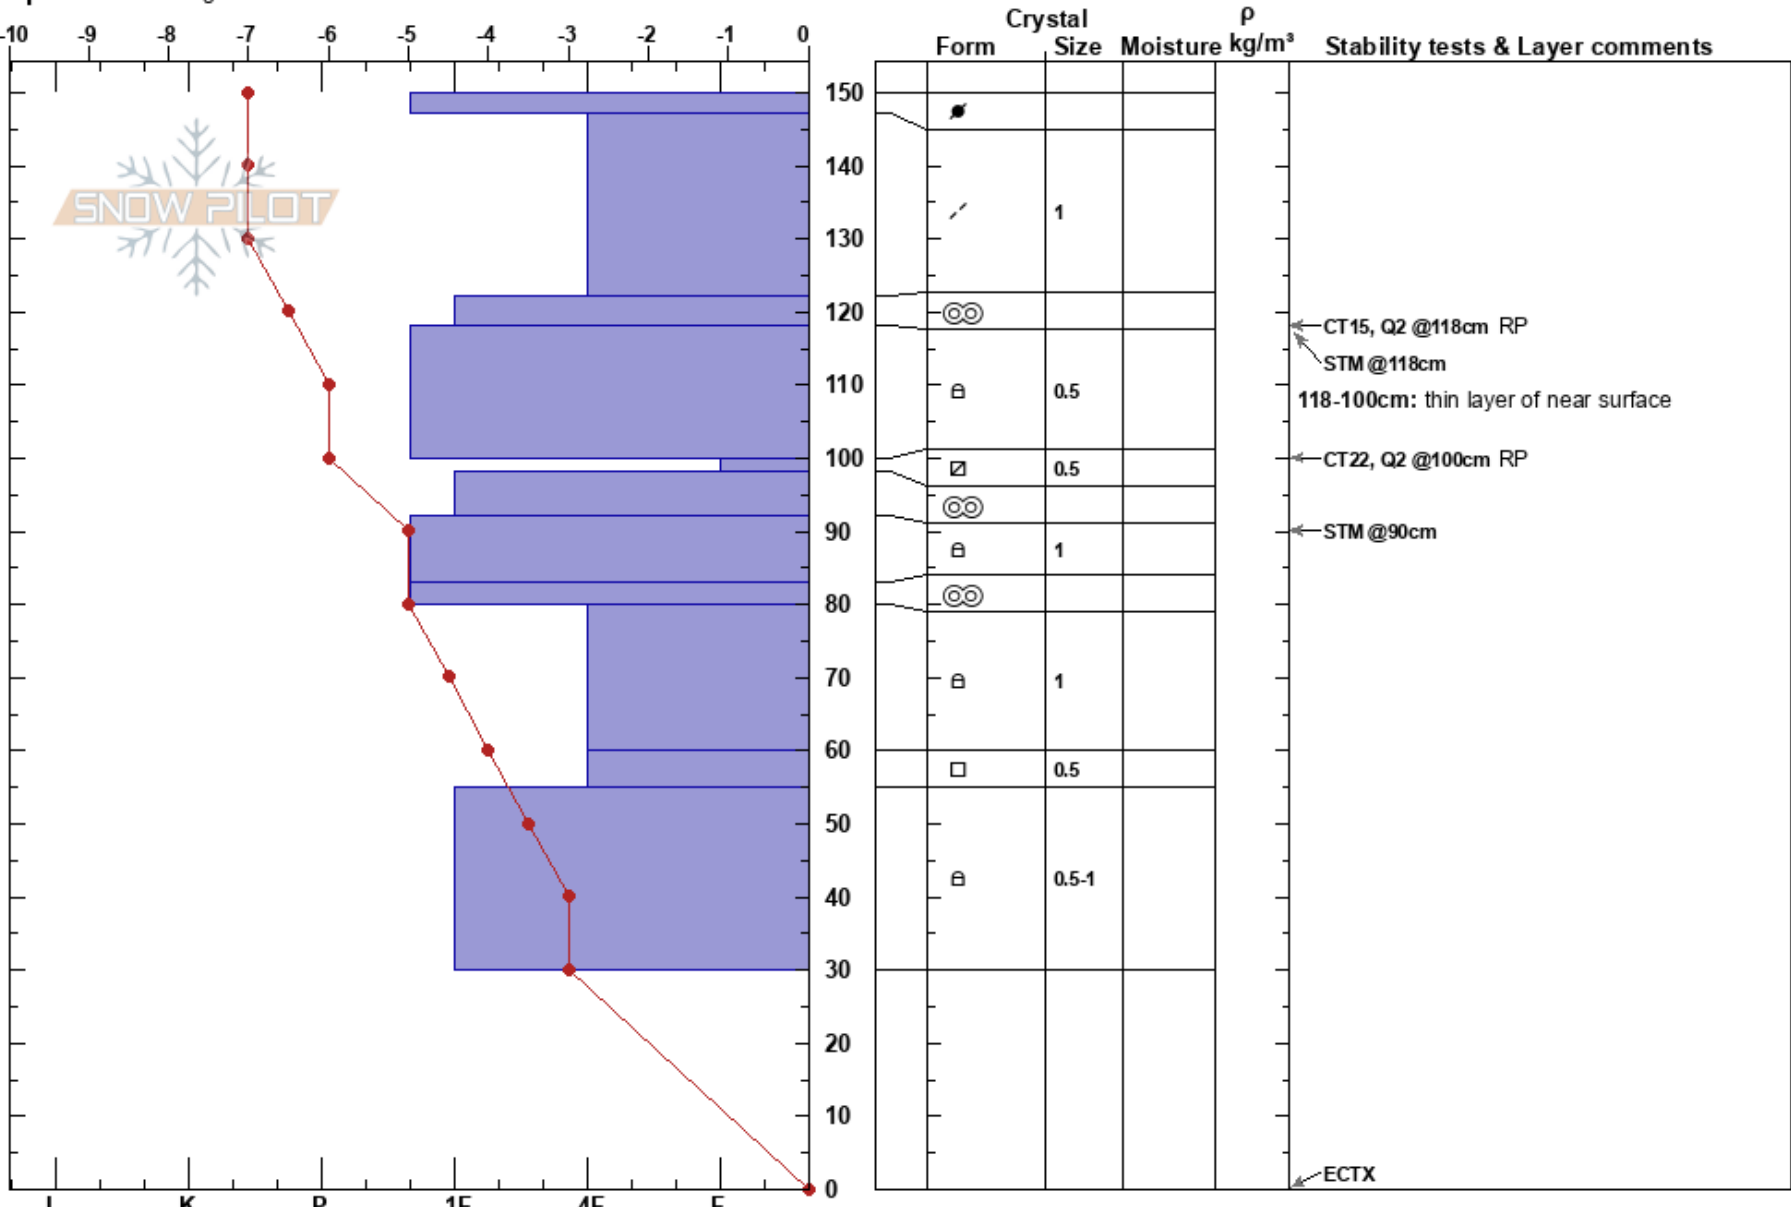 -10 -9 -8 -7 -6 -5 -4 -3 -2 -1 0
Crystal ρ
Form Size Moisture kg/m³ Stability tests & Layer comments
150
140
SNOW PILOT
1
130
120
CT15, Q2 @118cm RP
STM @118cm
110
0.5
118-100cm: thin layer of near surface
100
CT22, Q2 @100cm RP
0.5
90
STM @90cm
1
80
70
1
60
0.5
50
40
0.5-1
30
20
10
ECTX
0
I K P 1F 4F F